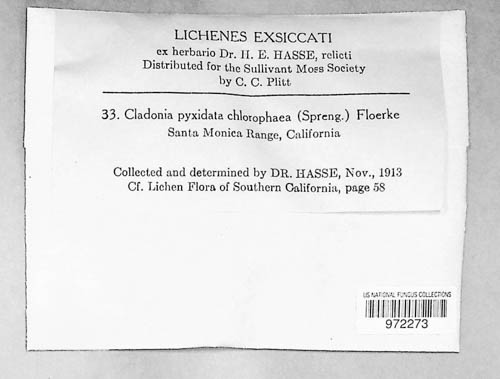 LICHENES EXSICCATI
ex herbario Dr. H. E. HASSE, relicti
Distributed for the Sullivant Moss Society
by C. C. Plitt
33. Cladonia pyxidata chlorophaea (Spreng.) Floerke
Santa Monica Range, California
Collected and determined by DR. HASSE, Nov., 1913
Cf. Lichen Flora of Southern California, page 58
US NATIONAL FUNGUS COLLECTIONS
972273